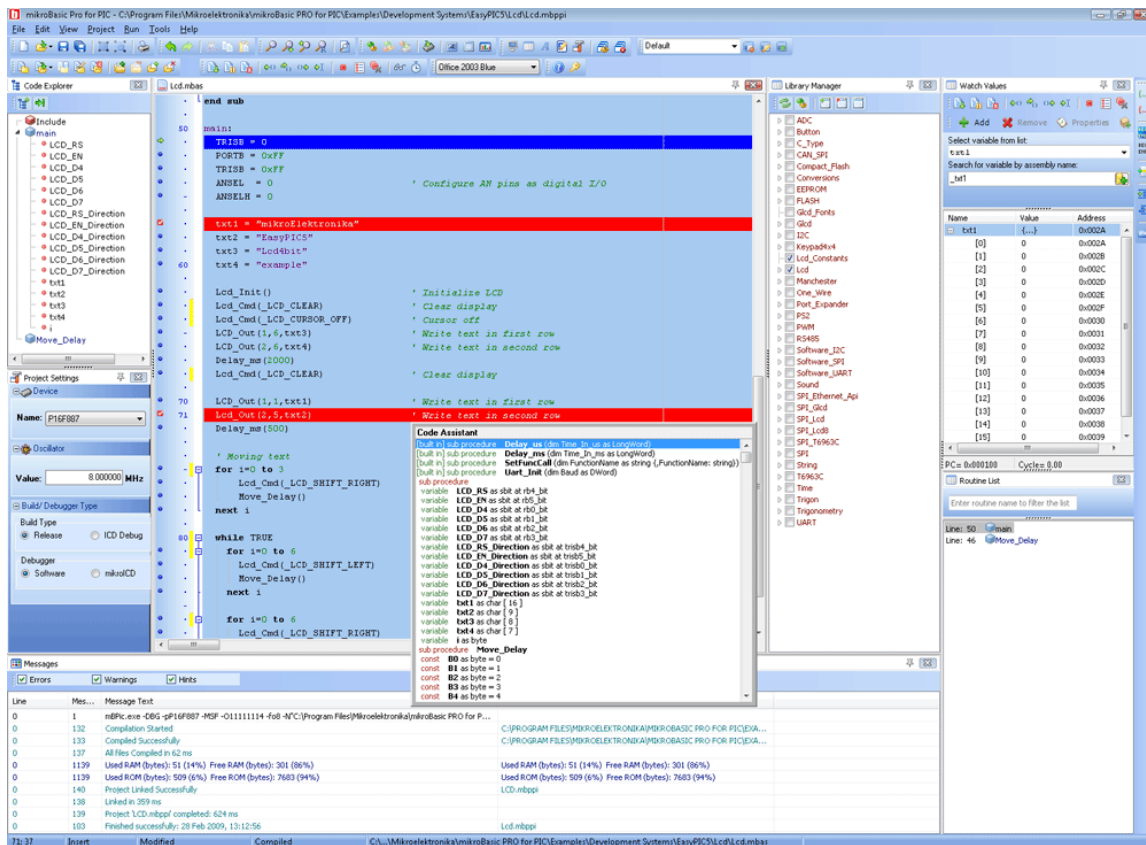 mikroBasic Pro for PIC - C:\Program Files\Mikroelektronika\mikroBasic PRO for PIC\Examples\Development Systems\EasyPIC5\Lcd\Lcd.mbppi
File Edit View Project Run Tools Help
Default
Office 2003 Blue
Code Explorer
Include
main
LCD_RS
LCD_EN
LCD_D4
LCD_D5
LCD_D6
LCD_D7
LCD_RS_Direction
LCD_EN_Direction
LCD_D4_Direction
LCD_D5_Direction
LCD_D6_Direction
LCD_D7_Direction
txt1
txt2
txt3
txt4
i
Move_Delay
Project Settings
Device
Name: P16F887
Oscillator
Value: 8.000000 MHz
Build/ Debugger Type
Build Type
Release ICD Debug
Debugger
Software mikroICD
Lcd.mbas
end sub
50 main:
TRISB = 0
PORTB = 0xFF
TRISB = 0xFF
ANSEL = 0 ' Configure AN pins as digital I/O
ANSELH = 0
txt1 = "mikroElektronika"
txt2 = "EasyPIC5"
txt3 = "Lcd4bit"
60 txt4 = "example"
Lcd_Init() ' Initialize LCD
Lcd_Cmd(_LCD_CLEAR) ' Clear display
Lcd_Cmd(_LCD_CURSOR_OFF) ' Cursor off
LCD_Out(1,6,txt3) ' Write text in first row
LCD_Out(2,6,txt4) ' Write text in second row
Delay_ms(2000)
Lcd_Cmd(_LCD_CLEAR) ' Clear display
70 LCD_Out(1,1,txt1) ' Write text in first row
71 Lcd_Out(2,5,txt2) ' Write text in second row
Delay_ms(500)
' Moving text
for i=0 to 3
Lcd_Cmd(_LCD_SHIFT_RIGHT)
Move_Delay()
next i
80 while TRUE
for i=0 to 6
Lcd_Cmd(_LCD_SHIFT_LEFT)
Move_Delay()
next i
for i=0 to 6
Lcd_Cmd(_LCD_SHIFT_RIGHT)
Code Assistant
[built in] sub procedure Delay_us (dim Time_In_us as LongWord)
[built in] sub procedure Delay_ms (dim Time_In_ms as LongWord)
[built in] sub procedure SetFuncCall (dim FunctionName as string {,FunctionName: string})
[built in] sub procedure Uart_Init (dim Baud as DWord)
sub procedure
variable LCD_RS as sbit at rb4_bit
variable LCD_EN as sbit at rb5_bit
variable LCD_D4 as sbit at rb0_bit
variable LCD_D5 as sbit at rb1_bit
variable LCD_D6 as sbit at rb2_bit
variable LCD_D7 as sbit at rb3_bit
variable LCD_RS_Direction as sbit at trisb4_bit
variable LCD_EN_Direction as sbit at trisb5_bit
variable LCD_D4_Direction as sbit at trisb0_bit
variable LCD_D5_Direction as sbit at trisb1_bit
variable LCD_D6_Direction as sbit at trisb2_bit
variable LCD_D7_Direction as sbit at trisb3_bit
variable txt1 as char [ 16 ]
variable txt2 as char [ 9 ]
variable txt3 as char [ 8 ]
variable txt4 as char [ 7 ]
variable i as byte
sub procedure Move_Delay
const B0 as byte = 0
const B1 as byte = 1
const B2 as byte = 2
const B3 as byte = 3
const B4 as byte = 4
Library Manager
ADC
Button
C_Type
CAN_SPI
Compact_Flash
Conversions
EEPROM
FLASH
Glcd_Fonts
Glcd
I2C
Keypad4x4
Lcd_Constants
Lcd
Manchester
One_Wire
Port_Expander
PS2
PWM
RS485
Software_I2C
Software_SPI
Software_UART
Sound
SPI_Ethernet_Api
SPI_Glcd
SPI_Lcd
SPI_Lcd8
SPI_T6963C
SPI
String
T6963C
Time
Trigon
Trigonometry
UART
Watch Values
Add Remove Properties
Select variable from list:
txt1
Search for variable by assembly name:
_txt1
Name Value Address
txt1 {...} 0x002A
[0] 0 0x002A
[1] 0 0x002B
[2] 0 0x002C
[3] 0 0x002D
[4] 0 0x002E
[5] 0 0x002F
[6] 0 0x0030
[7] 0 0x0031
[8] 0 0x0032
[9] 0 0x0033
[10] 0 0x0034
[11] 0 0x0035
[12] 0 0x0036
[13] 0 0x0037
[14] 0 0x0038
[15] 0 0x0039
PC= 0x000100 Cycle= 0.00
Routine List
Enter routine name to filter the list
Line: 50 main
Line: 46 Move_Delay
Messages
Errors Warnings Hints
Line Mes... Message Text
0 1 mBPic.exe -DBG -pP16F887 -MSF -O11111114 -fo8 -N"C:\Program Files\Mikroelektronika\mikroBasic PRO for P...
0 132 Compilation Started C:\PROGRAM FILES\MIKROELEKTRONIKA\MIKROBASIC PRO FOR PIC\EXA...
0 133 Compiled Successfully C:\PROGRAM FILES\MIKROELEKTRONIKA\MIKROBASIC PRO FOR PIC\EXA...
0 137 All files Compiled in 62 ms
0 1139 Used RAM (bytes): 51 (14%) Free RAM (bytes): 301 (86%) Used RAM (bytes): 51 (14%) Free RAM (bytes): 301 (86%)
0 1139 Used ROM (bytes): 509 (6%) Free ROM (bytes): 7683 (94%) Used ROM (bytes): 509 (6%) Free ROM (bytes): 7683 (94%)
0 140 Project Linked Successfully LCD.mbppi
0 138 Linked in 359 ms
0 139 Project 'LCD.mbppi' completed: 624 ms
0 103 Finished successfully: 28 Feb 2009, 13:12:56 Lcd.mbppi
71: 37 Insert Modified Compiled C:\...\Mikroelektronika\mikroBasic PRO for PIC\Examples\Development Systems\EasyPIC5\Lcd\Lcd.mbas